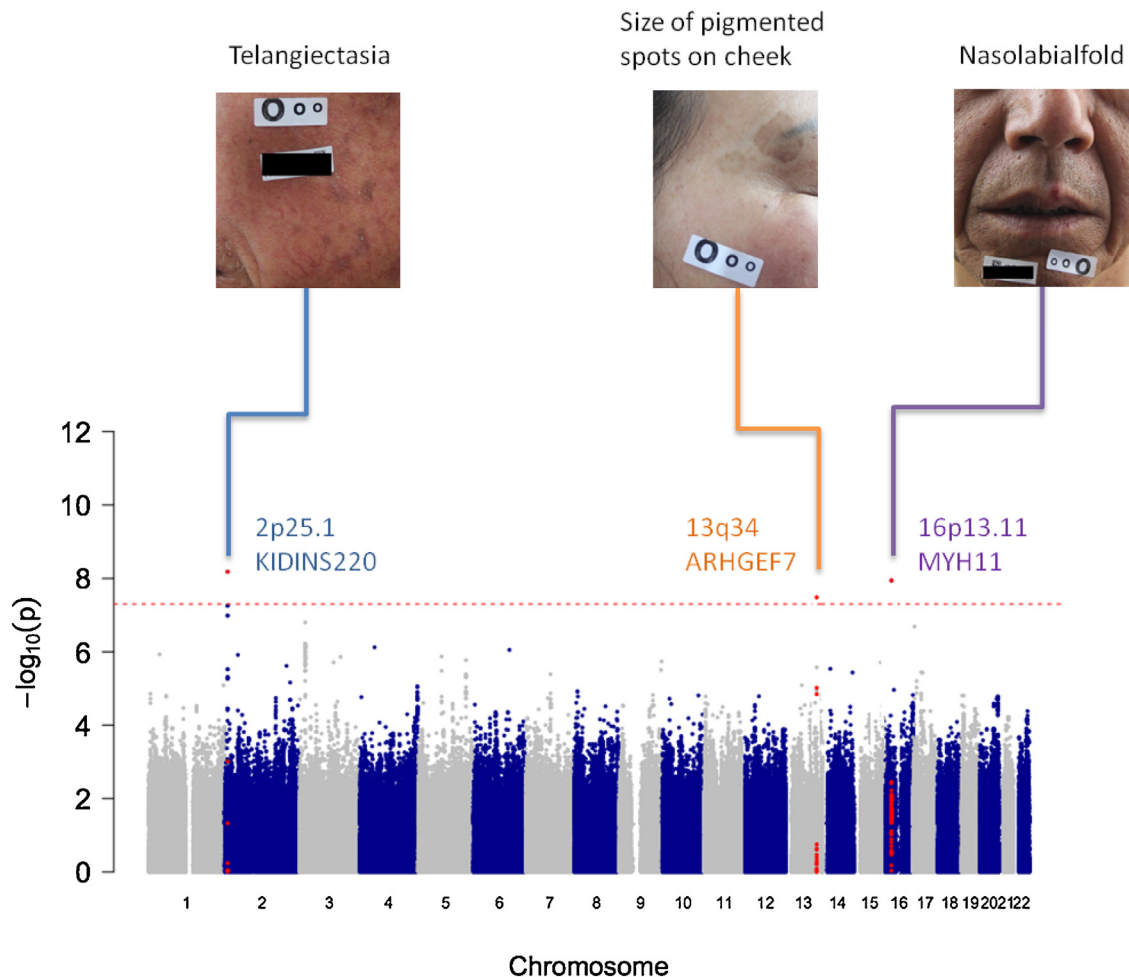 Telangiectasia
Size of pigmented
spots on cheek
Nasolabialfold
O o o
O o o
o o O
12
10
8
6
4
2
0
-log10(p)
2p25.1
KIDINS220
13q34
ARHGEF7
16p13.11
MYH11
1 2 3 4 5 6 7 8 9 10 11 12 13 14 15 16 17 18 19 20 21 22
Chromosome